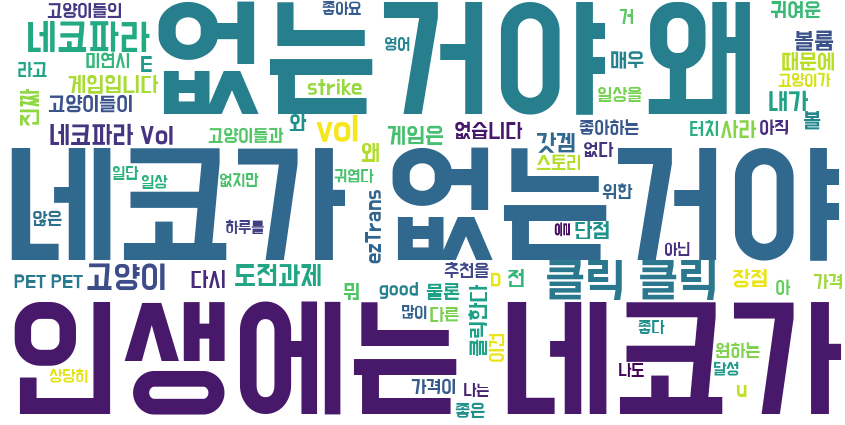 고양이들의 좋아요 거 귀여운
네코파라 없는거야 왜 영어 볼륨
미연시 E 매우 때문에
라고 게임입니다 strike 고양이가
진짜 고양이들이 일상을 내가
네코파라 Vol 고양이들과 와 vol 게임은 없습니다 좋아하는 터치 사라 아직 볼
왜 갓겜 없다
네코가 없는거야 스토리
일단 일상 없지만 귀엽다 위한
않은 하루를 ezTrans 을 단점
아닌
PET PET 고양이 다시 도전과제 추천을 D 전 클릭 클릭 장점 아 가격
뭐 good 물론
많이 다른 클릭한다 좋다
인생에는 네코가 이건 원하는
상당히 나도 달성
가격이 나는 u
좋은